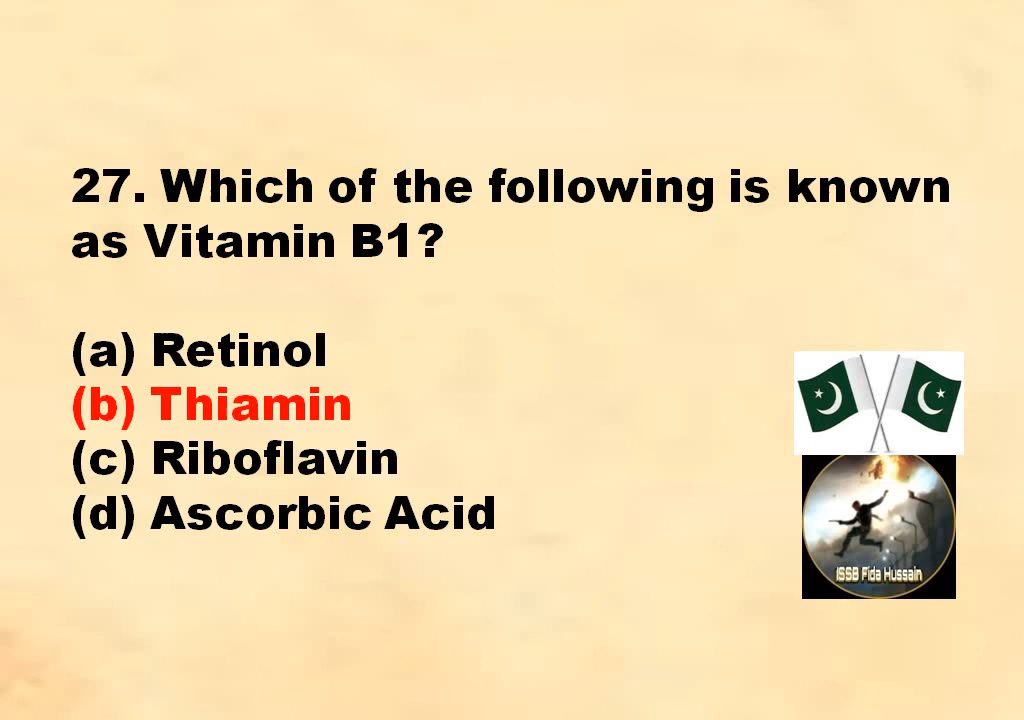 27. Which of the following is known
as Vitamin B1?
(a) Retinol
(b) Thiamin
(c) Riboflavin
(d) Ascorbic Acid
ISSB Fida Hussain